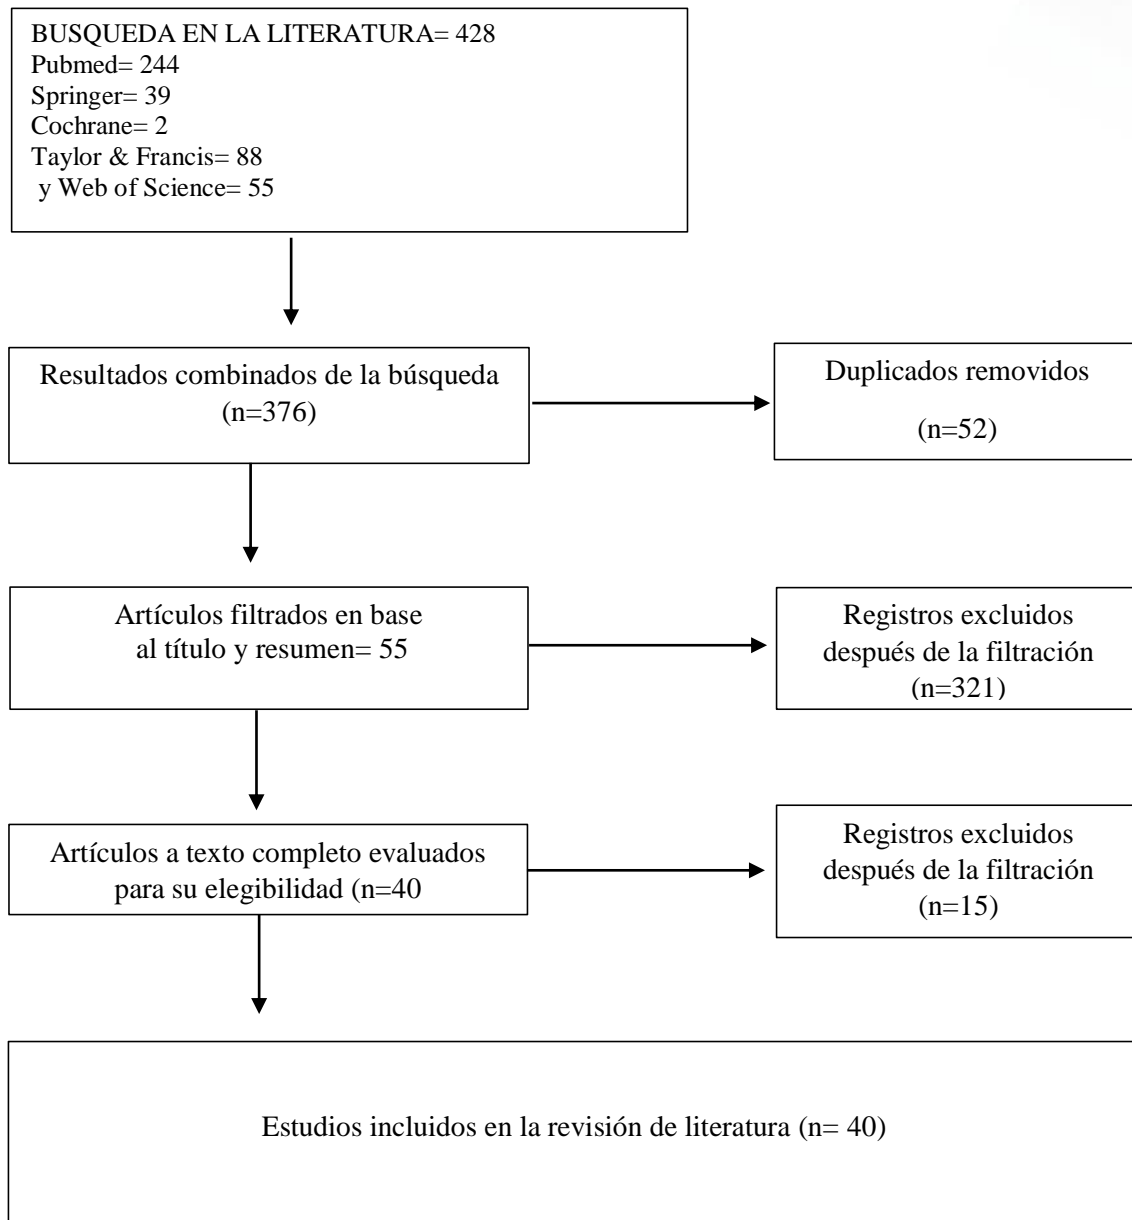 BUSQUEDA EN LA LITERATURA= 428
Pubmed= 244
Springer= 39
Cochrane= 2
Taylor & Francis= 88
y Web of Science= 55
Resultados combinados de la búsqueda
(n=376)
Duplicados removidos
(n=52)
Artículos filtrados en base
al título y resumen= 55
Registros excluidos
después de la filtración
(n=321)
Artículos a texto completo evaluados
para su elegibilidad (n=40
Registros excluidos
después de la filtración
(n=15)
Estudios incluidos en la revisión de literatura (n= 40)